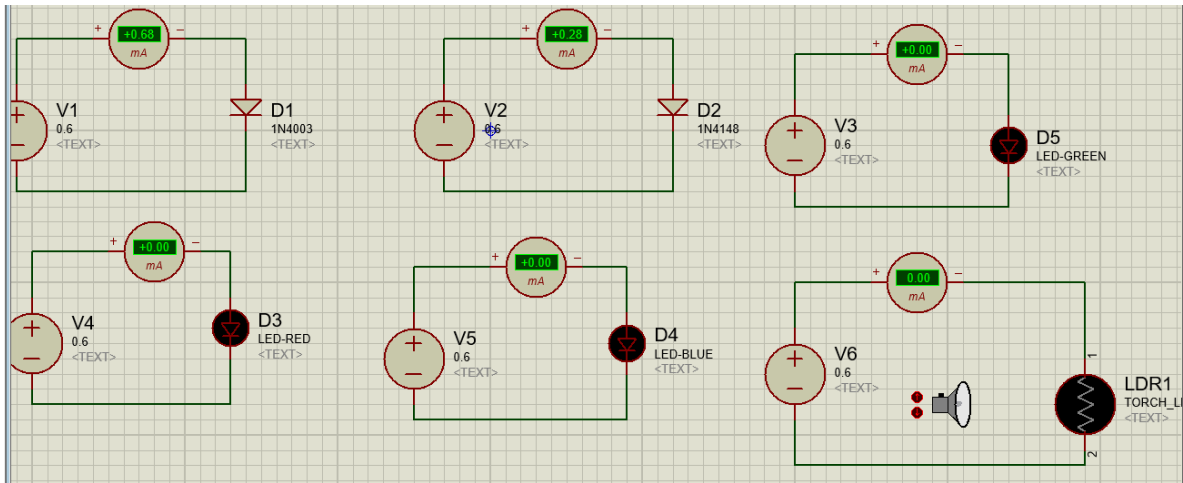 + +0.68 −
mA
V1
0.6
<TEXT>
D1
1N4003
<TEXT>
+ +0.28 −
mA
V2
0.6
<TEXT>
D2
1N4148
<TEXT>
+ +0.00 −
mA
V3
0.6
<TEXT>
D5
LED-GREEN
<TEXT>
+ +0.00 −
mA
V4
0.6
<TEXT>
D3
LED-RED
<TEXT>
+ +0.00 −
mA
V5
0.6
<TEXT>
D4
LED-BLUE
<TEXT>
+ 0.00 −
mA
V6
0.6
<TEXT>
1
LDR1
TORCH_L
<TEXT>
2